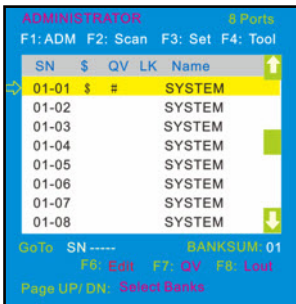 ADMINISTRATOR 8 Ports
F1: ADM F2: Scan F3: Set F4: Tool
SN $ QV LK Name
01-01 $ # SYSTEM
01-02 SYSTEM
01-03 SYSTEM
01-04 SYSTEM
01-05 SYSTEM
01-06 SYSTEM
01-07 SYSTEM
01-08 SYSTEM
GoTo SN ----- BANKSUM: 01
F6: Edit F7: QV F8: Lout
Page UP/ DN: Select Banks